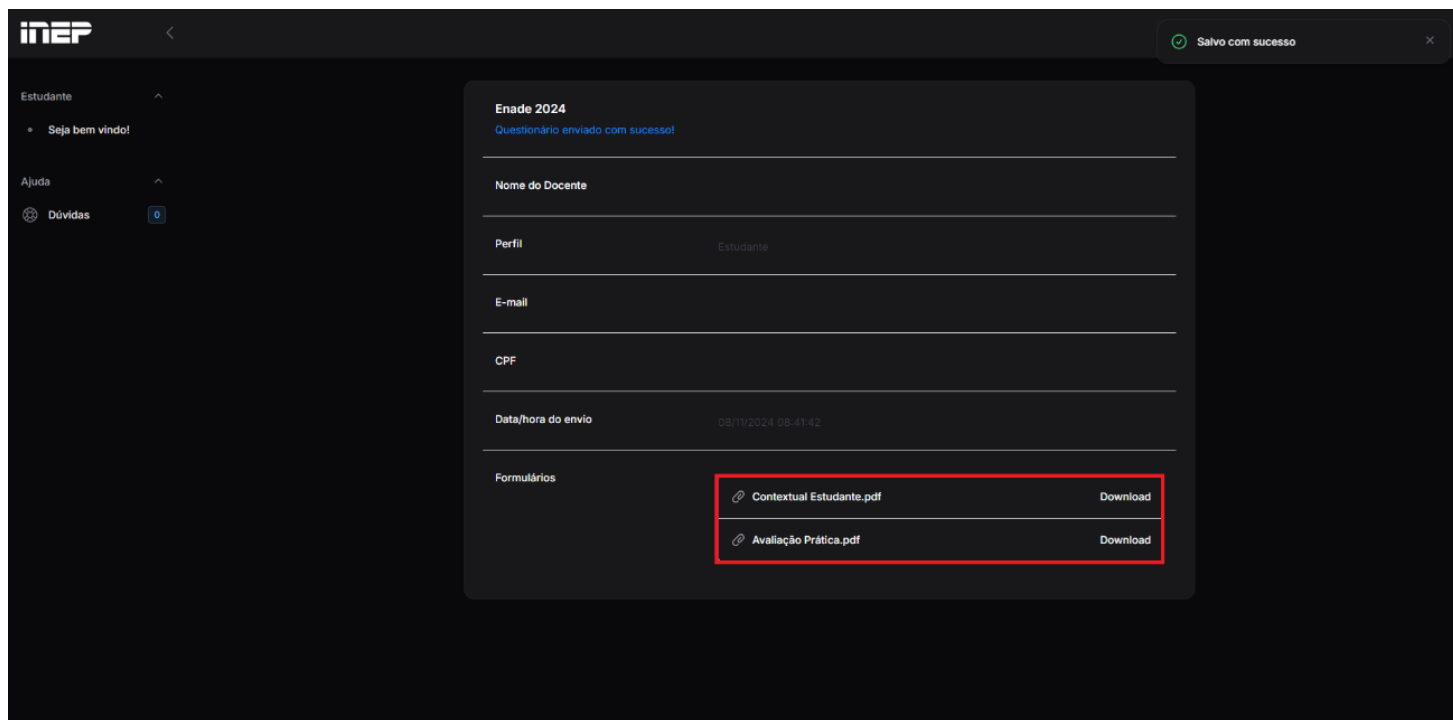 inep
Salvo com sucesso
Estudante
Seja bem vindo!
Ajuda
Dúvidas 0
Enade 2024
Questionário enviado com sucesso!
Nome do Docente
Perfil Estudante
E-mail
CPF
Data/hora do envio 08/11/2024 08:41:42
Formulários
Contextual Estudante.pdf Download
Avaliação Prática.pdf Download